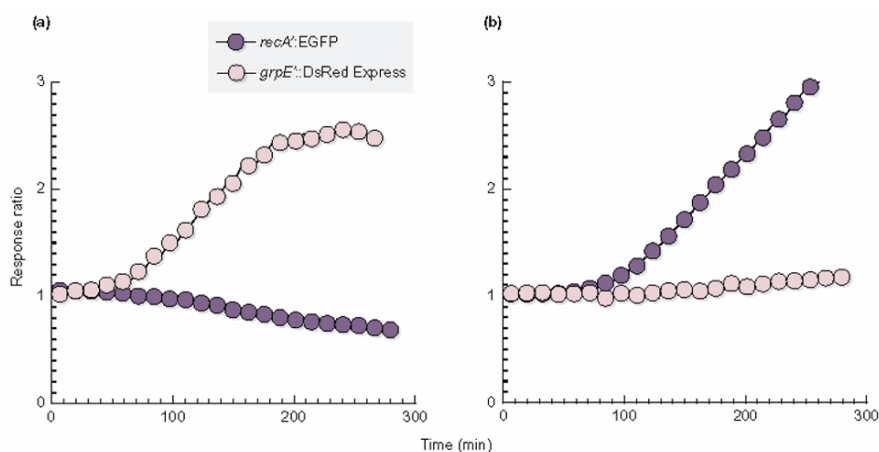 (a)
(b)
recA′::EGFP
grpE′::DsRed Express
3
2
1
0
Response ratio
0
100
200
300
3
2
1
0
0
100
200
300
Time (min)